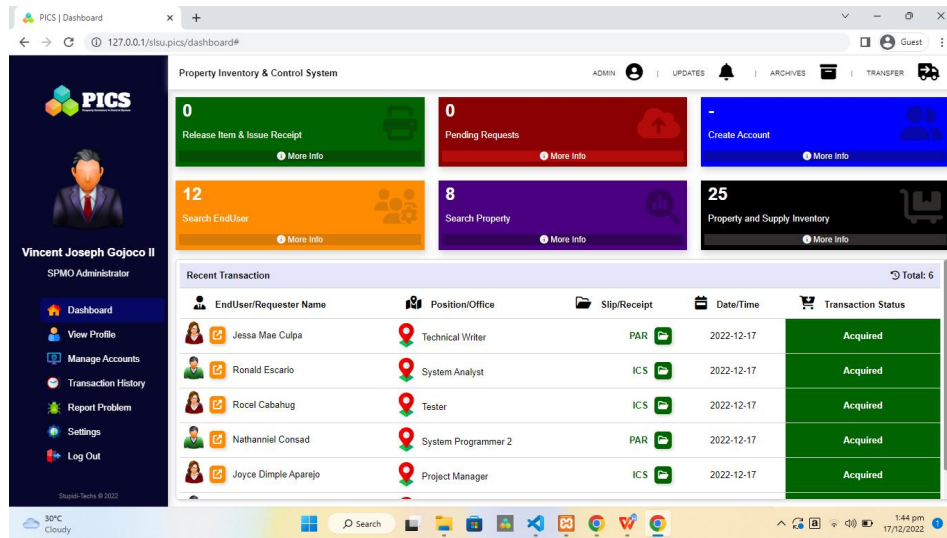 PICS | Dashboard
127.0.0.1/slsu.pics/dashboard#
Guest
PICS
Property Inventory & Control System
ADMIN | UPDATES | ARCHIVES | TRANSFER
0
Release Item & Issue Receipt
More Info
0
Pending Requests
More Info
-
Create Account
More Info
12
Search EndUser
More Info
8
Search Property
More Info
25
Property and Supply Inventory
More Info
Vincent Joseph Gojoco II
SPMO Administrator
Dashboard
View Profile
Manage Accounts
Transaction History
Report Problem
Settings
Log Out
Stupidi-Techs © 2022
Recent Transaction Total: 6
EndUser/Requester Name Position/Office Slip/Receipt Date/Time Transaction Status
Jessa Mae Culpa Technical Writer PAR 2022-12-17 Acquired
Ronald Escario System Analyst ICS 2022-12-17 Acquired
Rocel Cabahug Tester ICS 2022-12-17 Acquired
Nathanniel Consad System Programmer 2 PAR 2022-12-17 Acquired
Joyce Dimple Aparejo Project Manager ICS 2022-12-17 Acquired
30°C
Cloudy
Search
1:44 pm
17/12/2022